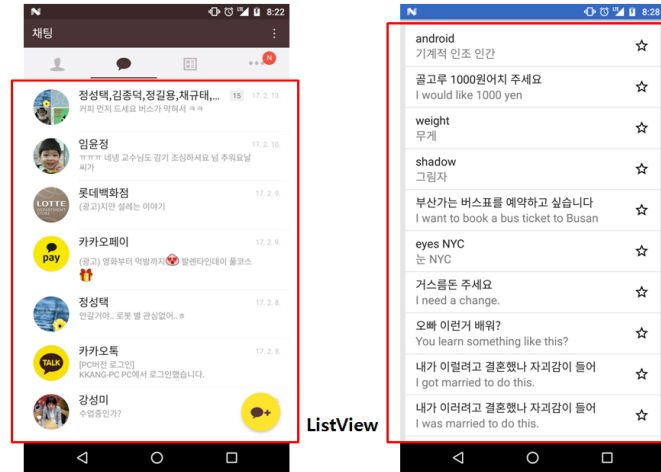 8:22
채팅
N
정성택,김종덕,정길용,채규태,... 15 17. 2. 13.
커피 먼저 드세요 버스가 막혀서 ㅋㅋ
임윤정 17. 2. 10.
ㅠㅠㅠ 네넹 교수님도 감기 조심하셔요 넘 추워요날
씨가
LOTTE
DEPARTMENT STORE
롯데백화점 17. 2. 9.
(광고)지만 설레는 이야기
pay
카카오페이 17. 2. 9.
(광고) 영화부터 먹방까지 발렌타인데이 풀코스
정성택 17. 2. 8.
안갈거야.. 로봇 별 관심없어..ㅎ
TALK
카카오톡 17. 2. 8.
[PC버전 로그인]
KKANG-PC PC에서 로그인했습니다.
강성미
수업중인가?
ListView
8:28
android
기계적 인조 인간
골고루 1000원어치 주세요
I would like 1000 yen
weight
무게
shadow
그림자
부산가는 버스표를 예약하고 싶습니다
I want to book a bus ticket to Busan
eyes NYC
눈 NYC
거스름돈 주세요
I need a change.
오빠 이런거 배워?
You learn something like this?
내가 이럴려고 결혼했나 자괴감이 들어
I got married to do this.
내가 이러려고 결혼했나 자괴감이 들어
I was married to do this.